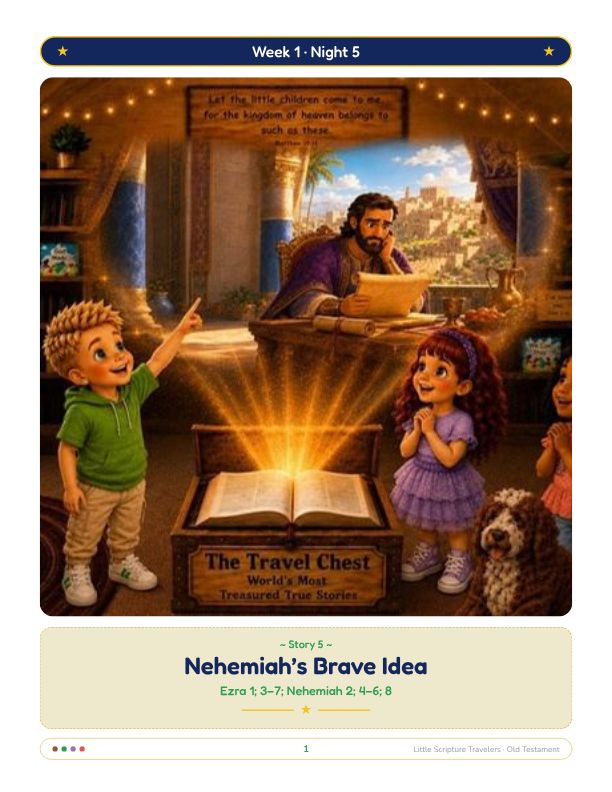 Week 1 · Night 5
Let the little children come to me,
for the kingdom of heaven belongs to
such as these.
The Travel Chest
World's Most
Treasured True Stories
~ Story 5 ~
Nehemiah's Brave Idea
Ezra 1; 3–7; Nehemiah 2; 4–6; 8
1
Little Scripture Travelers · Old Testament